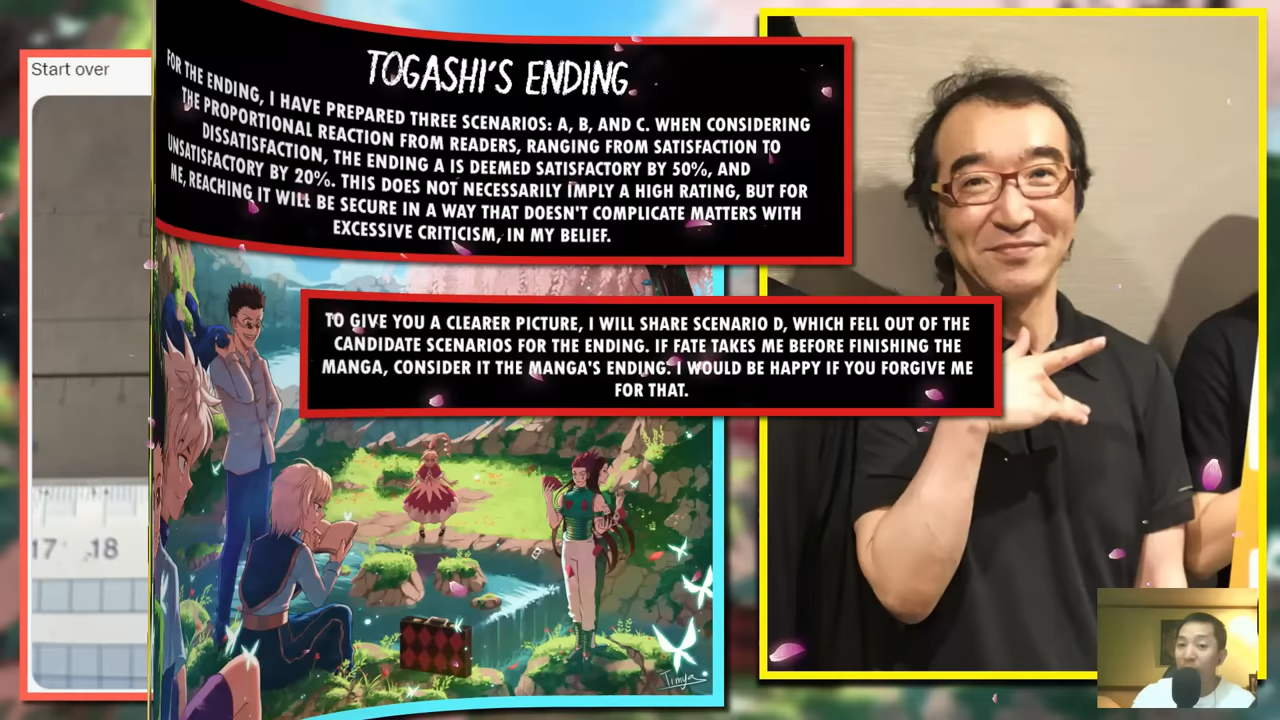 Start over
17 18
TOGASHI'S ENDING
FOR THE ENDING, I HAVE PREPARED THREE SCENARIOS: A, B, AND C. WHEN CONSIDERING
THE PROPORTIONAL REACTION FROM READERS, RANGING FROM SATISFACTION TO
DISSATISFACTION, THE ENDING A IS DEEMED SATISFACTORY BY 50%, AND
UNSATISFACTORY BY 20%. THIS DOES NOT NECESSARILY IMPLY A HIGH RATING, BUT FOR
ME, REACHING IT WILL BE SECURE IN A WAY THAT DOESN'T COMPLICATE MATTERS WITH
EXCESSIVE CRITICISM, IN MY BELIEF.
TO GIVE YOU A CLEARER PICTURE, I WILL SHARE SCENARIO D, WHICH FELL OUT OF THE
CANDIDATE SCENARIOS FOR THE ENDING. IF FATE TAKES ME BEFORE FINISHING THE
MANGA, CONSIDER IT THE MANGA'S ENDING. I WOULD BE HAPPY IF YOU FORGIVE ME
FOR THAT.
Timya